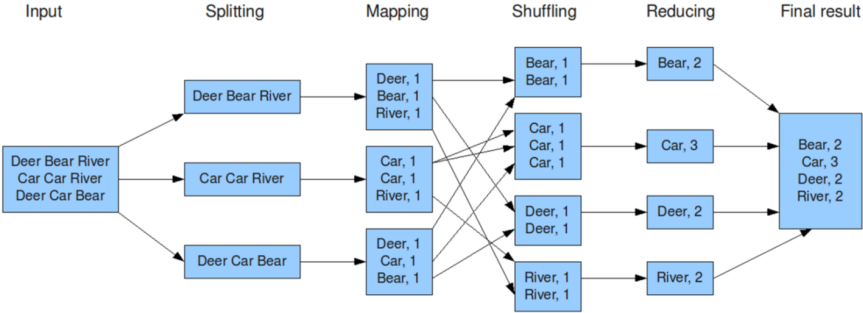 Input
Splitting
Mapping
Shuffling
Reducing
Final result
Deer Bear River
Car Car River
Deer Car Bear
Deer Bear River
Car Car River
Deer Car Bear
Deer, 1
Bear, 1
River, 1
Car, 1
Car, 1
River, 1
Deer, 1
Car, 1
Bear, 1
Bear, 1
Bear, 1
Car, 1
Car, 1
Car, 1
Deer, 1
Deer, 1
River, 1
River, 1
Bear, 2
Car, 3
Deer, 2
River, 2
Bear, 2
Car, 3
Deer, 2
River, 2